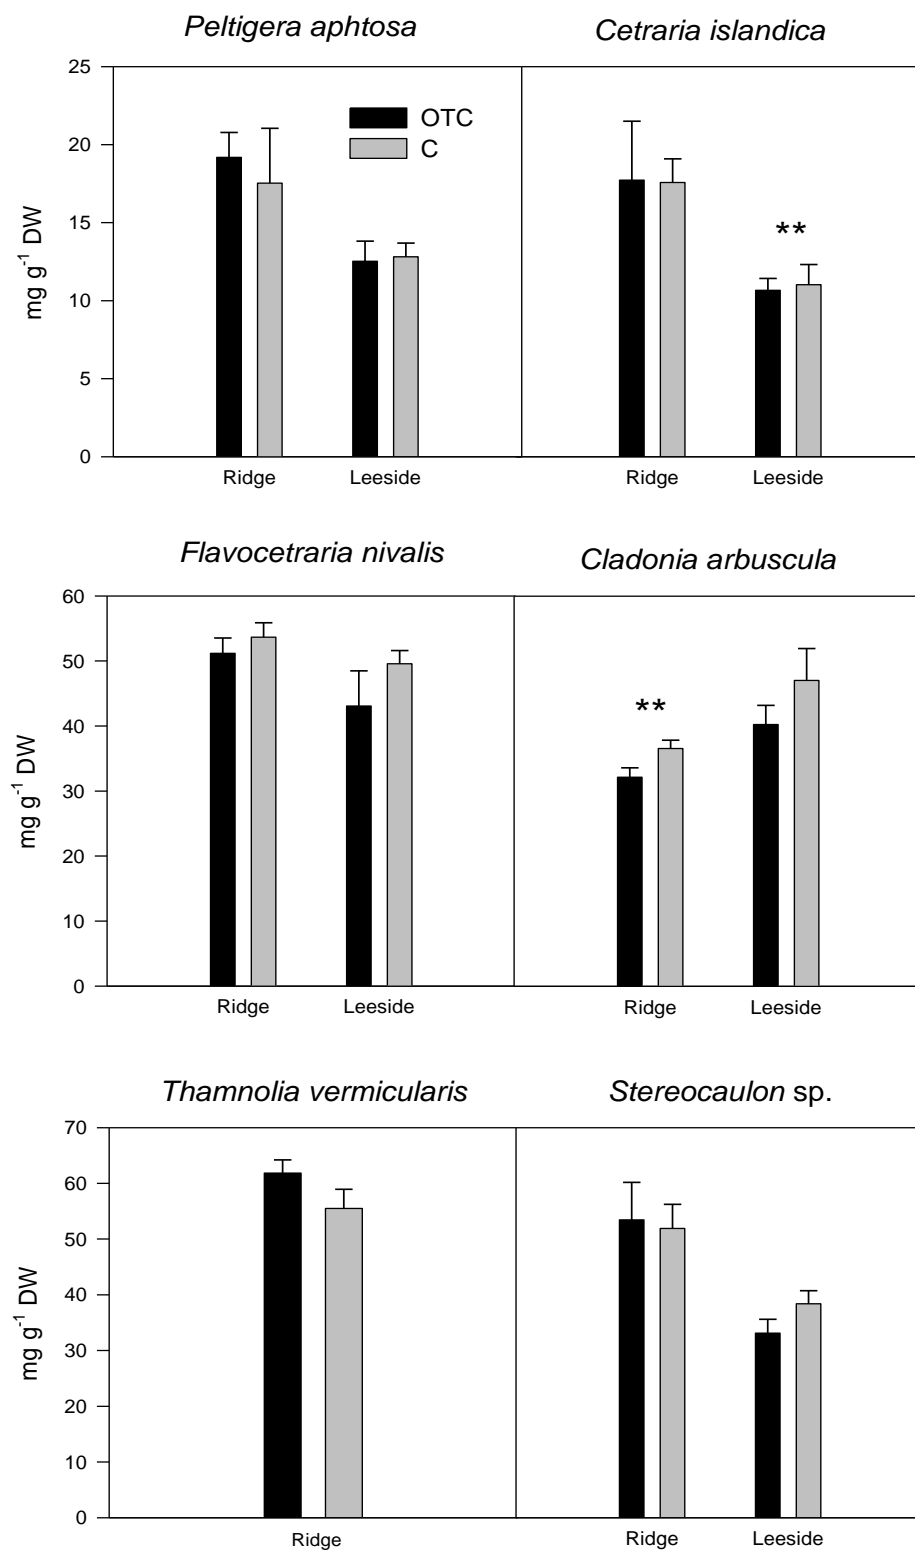 Peltigera aphtosa Cetraria islandica
25
20
15
10
5
0
mg g⁻¹ DW
OTC
C
**
Ridge Leeside Ridge Leeside
Flavocetraria nivalis Cladonia arbuscula
60
50
40
30
20
10
0
mg g⁻¹ DW
**
Ridge Leeside Ridge Leeside
Thamnolia vermicularis Stereocaulon sp.
70
60
50
40
30
20
10
0
mg g⁻¹ DW
Ridge Ridge Leeside